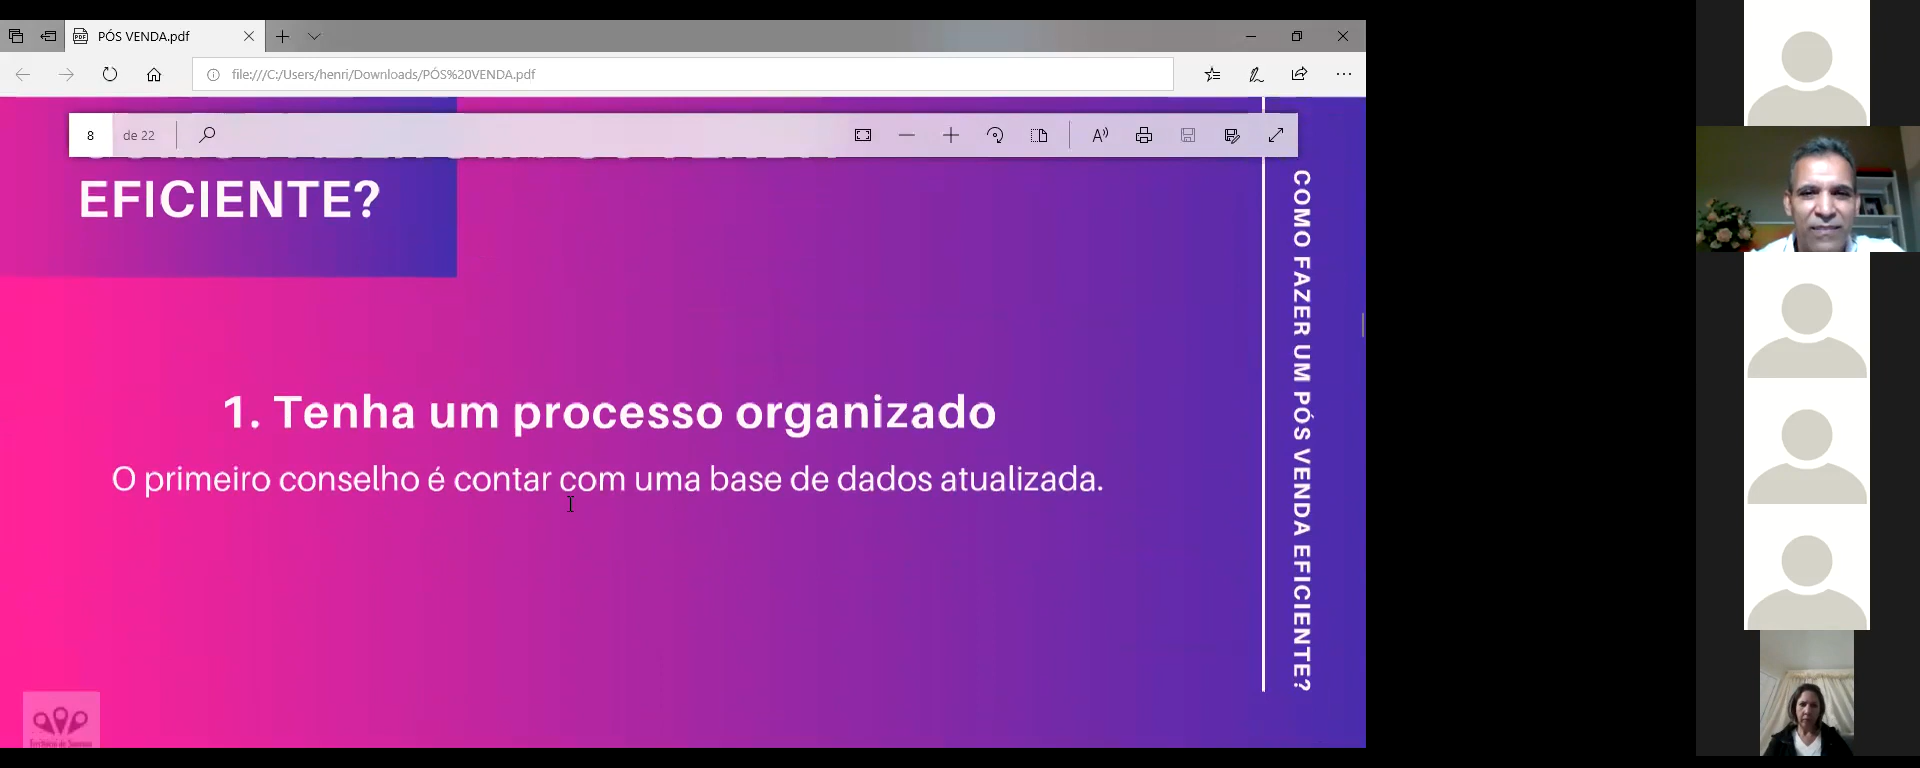 PÓS VENDA.pdf
file:///C:/Users/henri/Downloads/PÓS%20VENDA.pdf
8 de 22
EFICIENTE?
1. Tenha um processo organizado
O primeiro conselho é contar com uma base de dados atualizada.
COMO FAZER UM PÓS VENDA EFICIENTE?